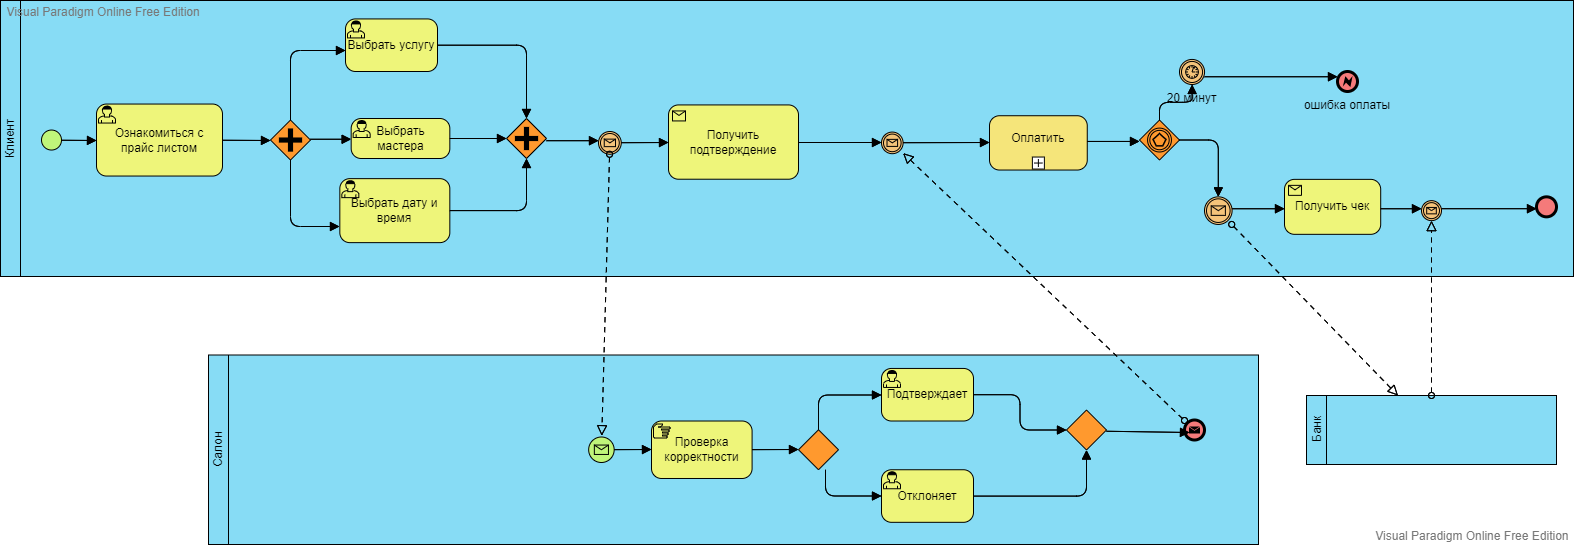 Visual Paradigm Online Free Edition
Клиент
Ознакомиться с
прайс листом
Выбрать услугу
Выбрать
мастера
Выбрать дату и
время
Получить
подтверждение
Оплатить
20 минут
ошибка оплаты
Получить чек
Салон
Проверка
корректности
Подтверждает
Отклоняет
Банк
Visual Paradigm Online Free Edition